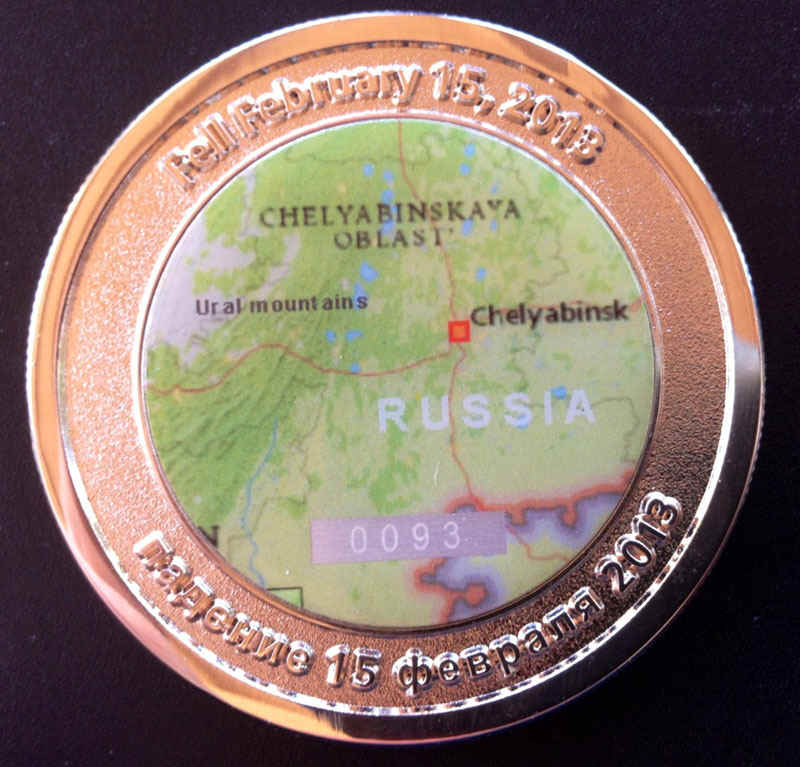 Fell February 15, 2013
CHELYABINSKAYA
OBLAST'
Ural mountains
Chelyabinsk
RUSSIA
N
0093
падение 15 февраля 2013